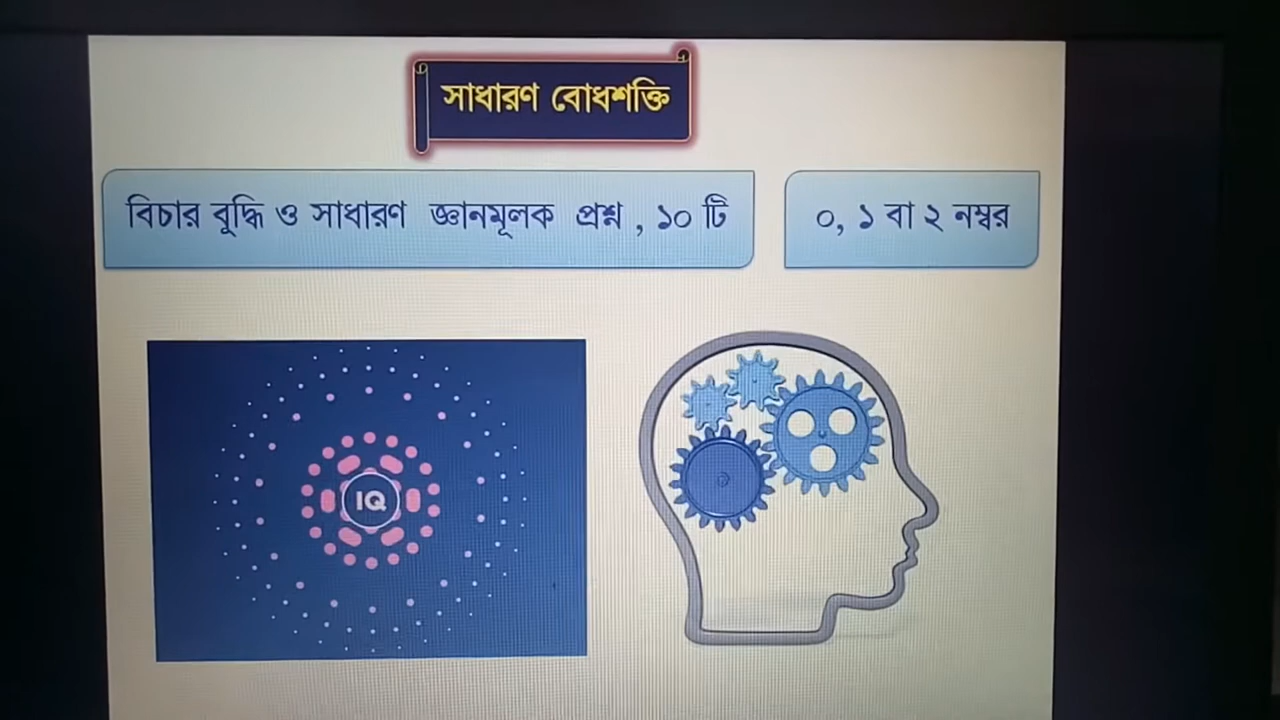 সাধারণ বোধশক্তি
বিচার বুদ্ধি ও সাধারণ জ্ঞানমূলক প্রশ্ন , ১০ টি
০, ১ বা ২ নম্বর
IQ